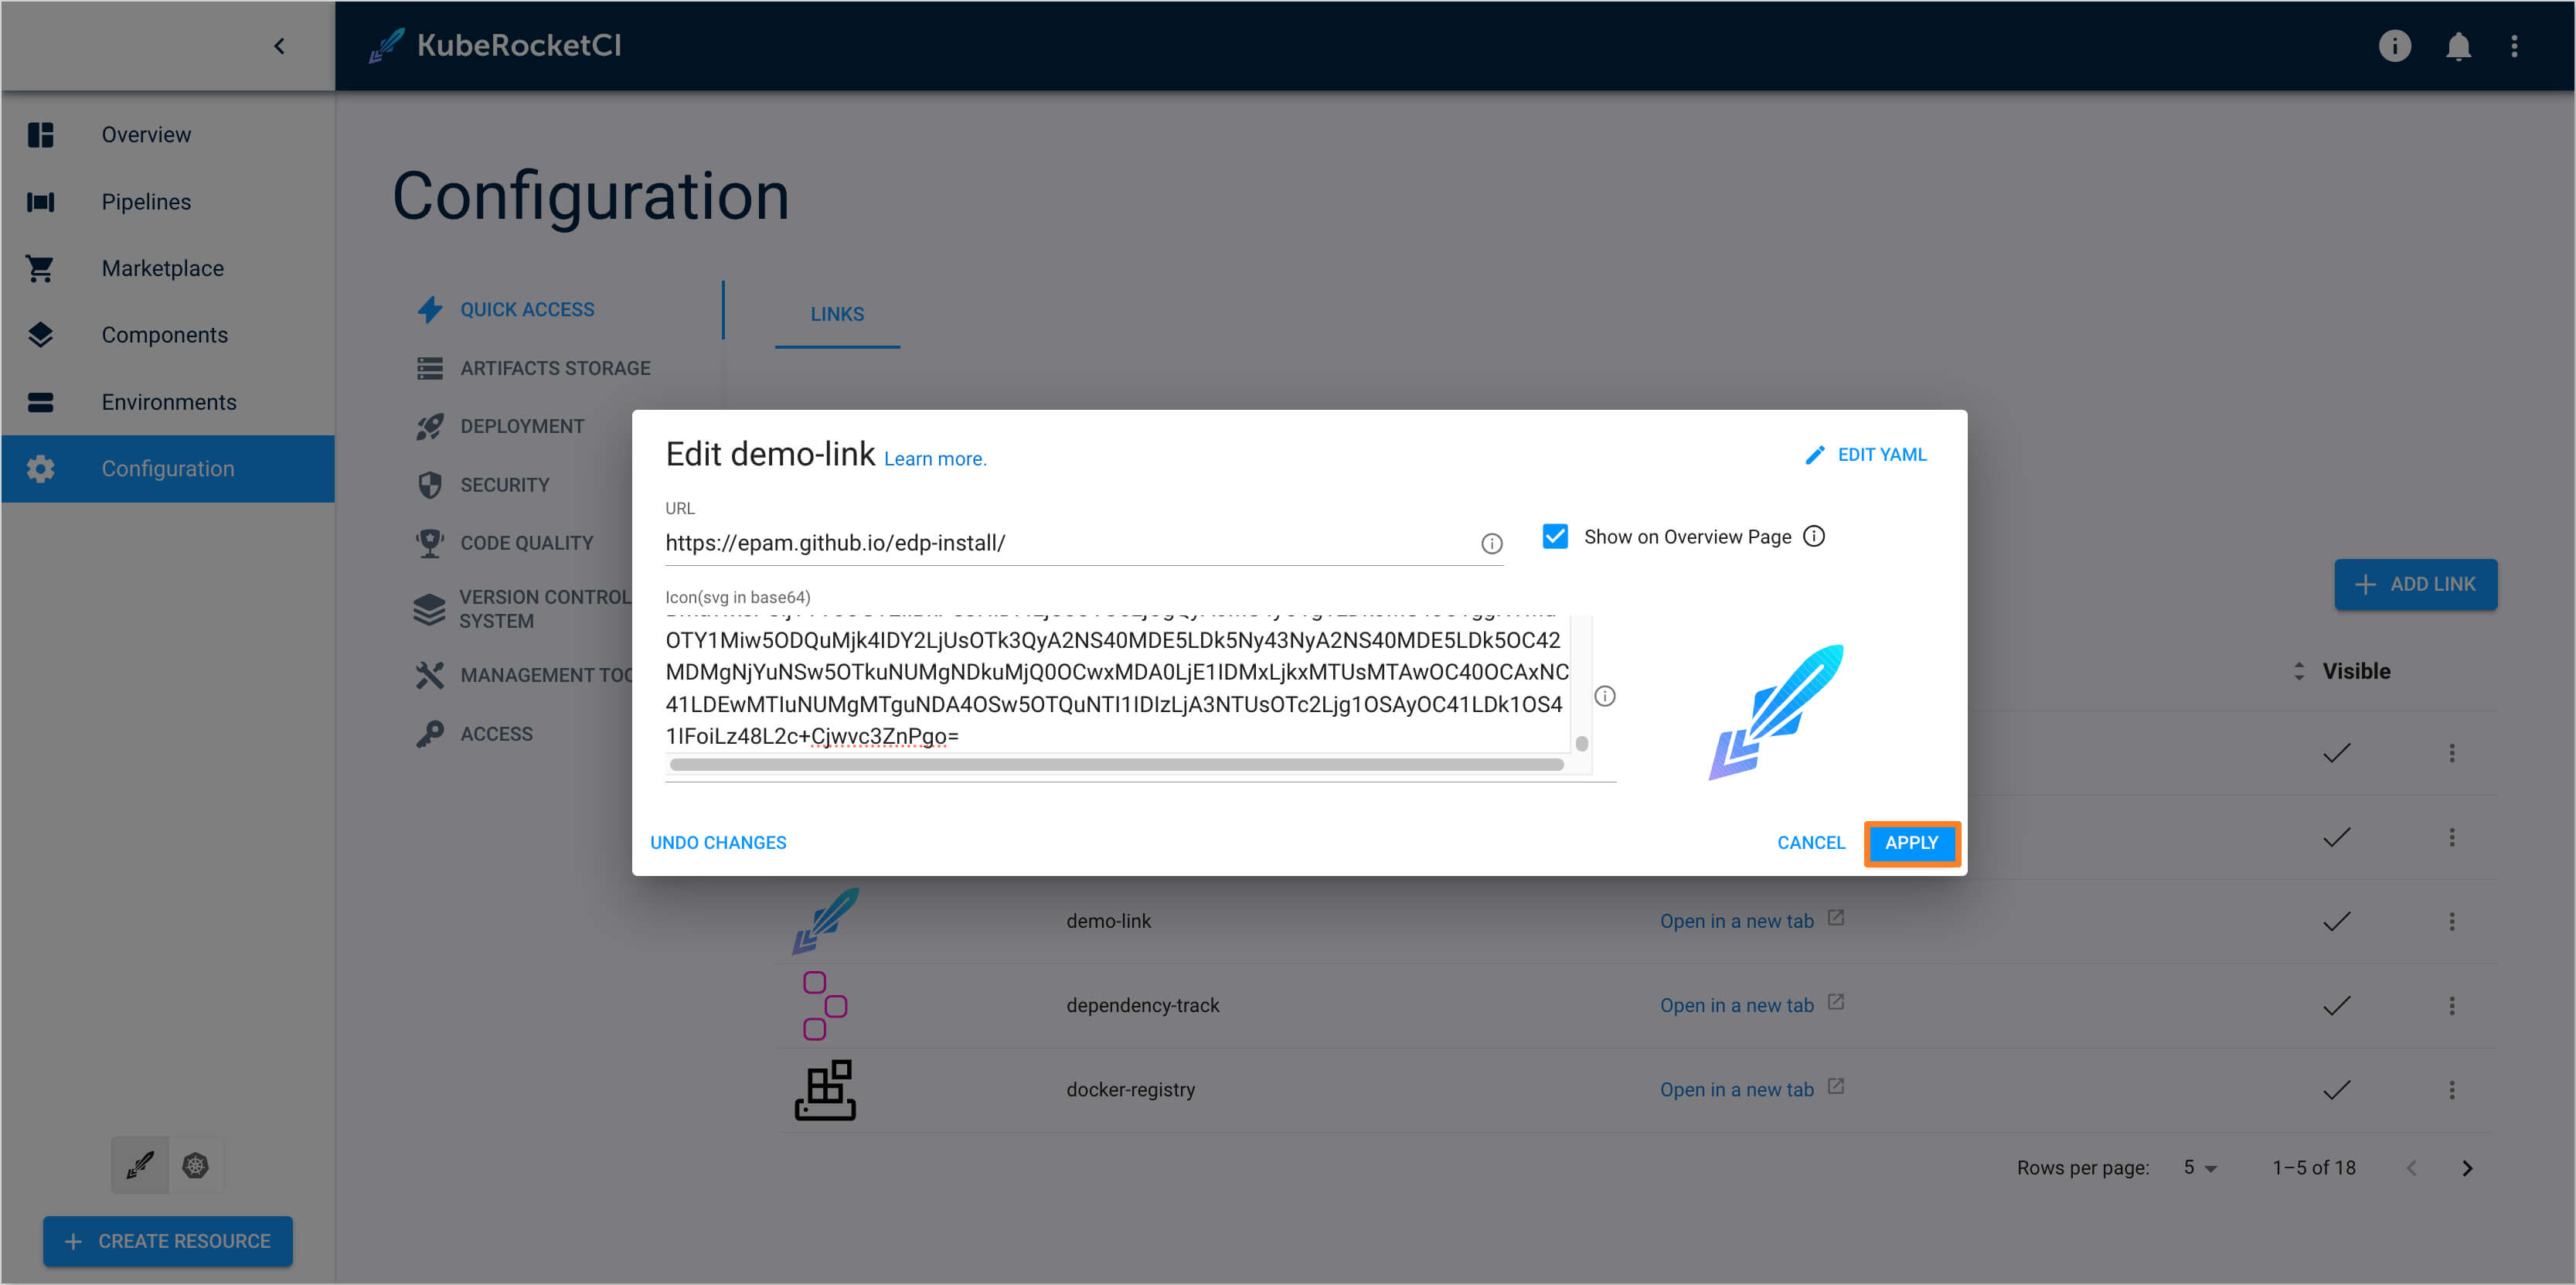 KubeRocketCI
Overview
Pipelines
Marketplace
Components
Environments
Configuration
CREATE RESOURCE
Configuration
QUICK ACCESS
ARTIFACTS STORAGE
DEPLOYMENT
SECURITY
CODE QUALITY
VERSION CONTROL
SYSTEM
MANAGEMENT TOO
ACCESS
LINKS
ADD LINK
Visible
Edit demo-link Learn more.
EDIT YAML
URL
https://epam.github.io/edp-install/
Show on Overview Page
Icon(svg in base64)
OTY1Miw5ODQuMjk4IDY2LjUsOTk3QyA2NS40MDE5LDk5Ny43NyA2NS40MDE5LDk5OC42
MDMgNjYuNSw5OTkuNUMgNDkuMjQ0OCwxMDA0LjE1IDMxLjkxMTUsMTAwOC40OCAxNC
41LDEwMTIuNUMgMTguNDA4OSw5OTQuNTI1IDIzLjA3NTUsOTc2Ljg1OSAyOC41LDk1OS4
1IFoiLz48L2c+Cjwvc3ZnPgo=
UNDO CHANGES
CANCEL
APPLY
demo-link Open in a new tab
dependency-track Open in a new tab
docker-registry Open in a new tab
Rows per page: 5 1–5 of 18